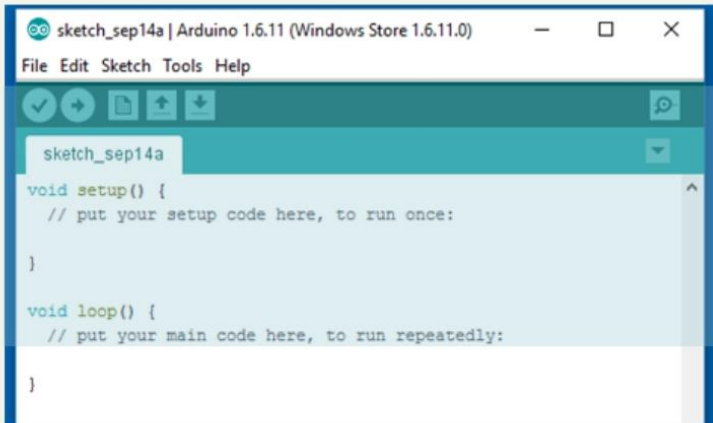 sketch_sep14a | Arduino 1.6.11 (Windows Store 1.6.11.0)
File Edit Sketch Tools Help
sketch_sep14a
void setup() {
  // put your setup code here, to run once:
}
void loop() {
  // put your main code here, to run repeatedly:
}